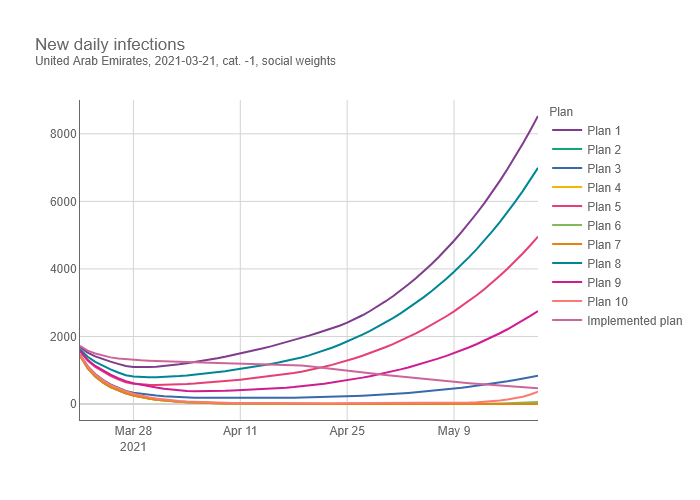 New daily infections
United Arab Emirates, 2021-03-21, cat. -1, social weights
Plan
Plan 1
Plan 2
Plan 3
Plan 4
Plan 5
Plan 6
Plan 7
Plan 8
Plan 9
Plan 10
Implemented plan
8000
6000
4000
2000
0
Mar 28 Apr 11 Apr 25 May 9
2021